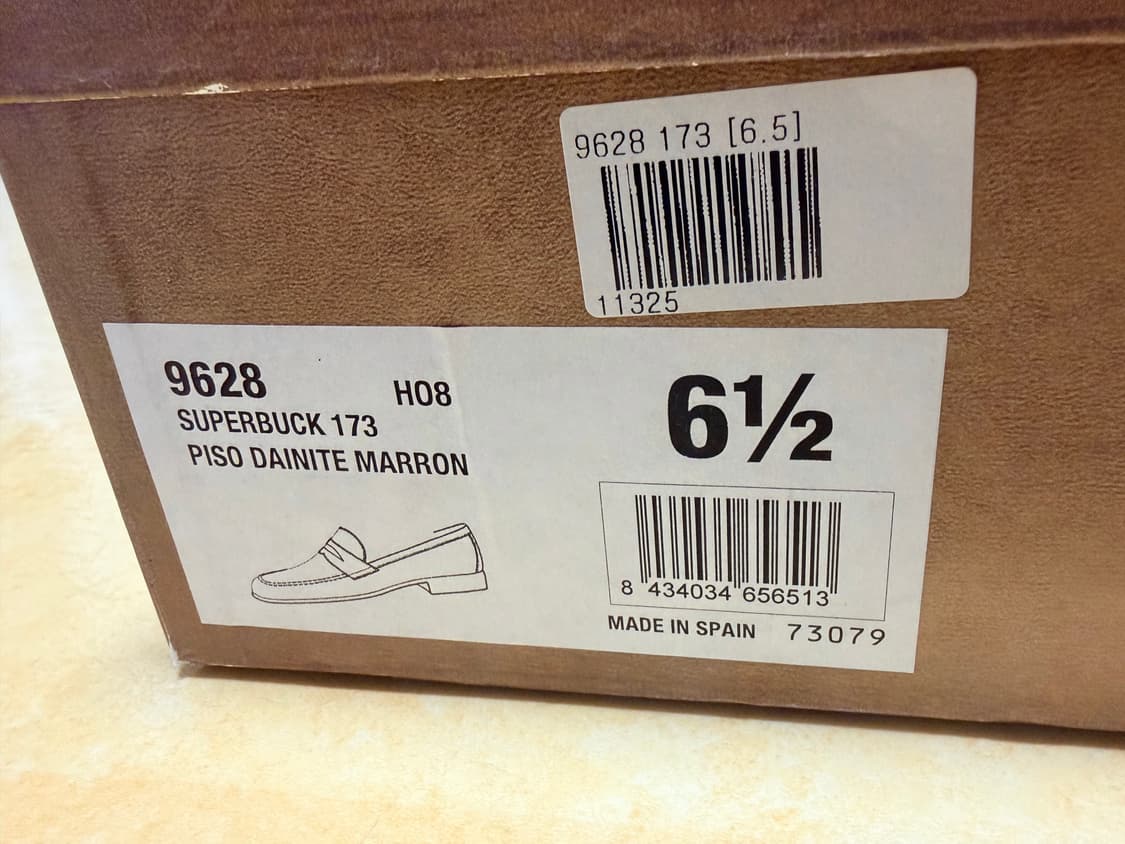 9628 173 [6.5]
11325
9628 H08
SUPERBUCK 173
PISO DAINITE MARRON
6½
8 434034 656513
MADE IN SPAIN 73079